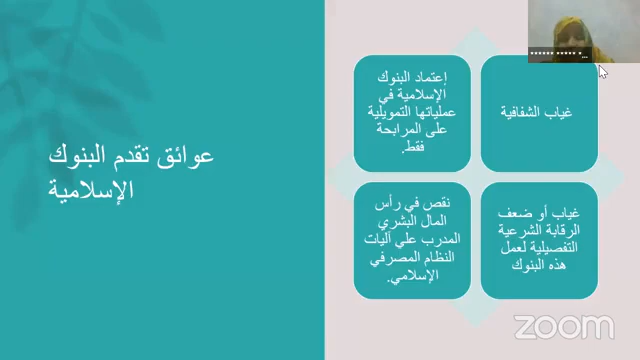 عوائق تقدم البنوك
الإسلامية
غياب الشفافية
إعتماد البنوك
الإسلامية في
عملياتها التمويلية
على المرابحة
فقط.
غياب أو ضعف
الرقابة الشرعية
التفصيلية لعمل
هذه البنوك
نقص في رأس
المال البشري
المدرب علي آليات
النظام المصرفي
الإسلامي.
zoom